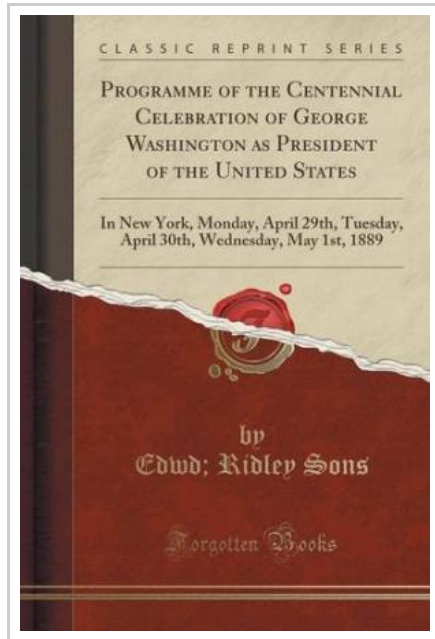 CLASSIC REPRINT SERIES
PROGRAMME OF THE CENTENNIAL
CELEBRATION OF GEORGE
WASHINGTON AS PRESIDENT
OF THE UNITED STATES
In New York, Monday, April 29th, Tuesday,
April 30th, Wednesday, May 1st, 1889
by
Edwd; Ridley Sons
Forgotten Books